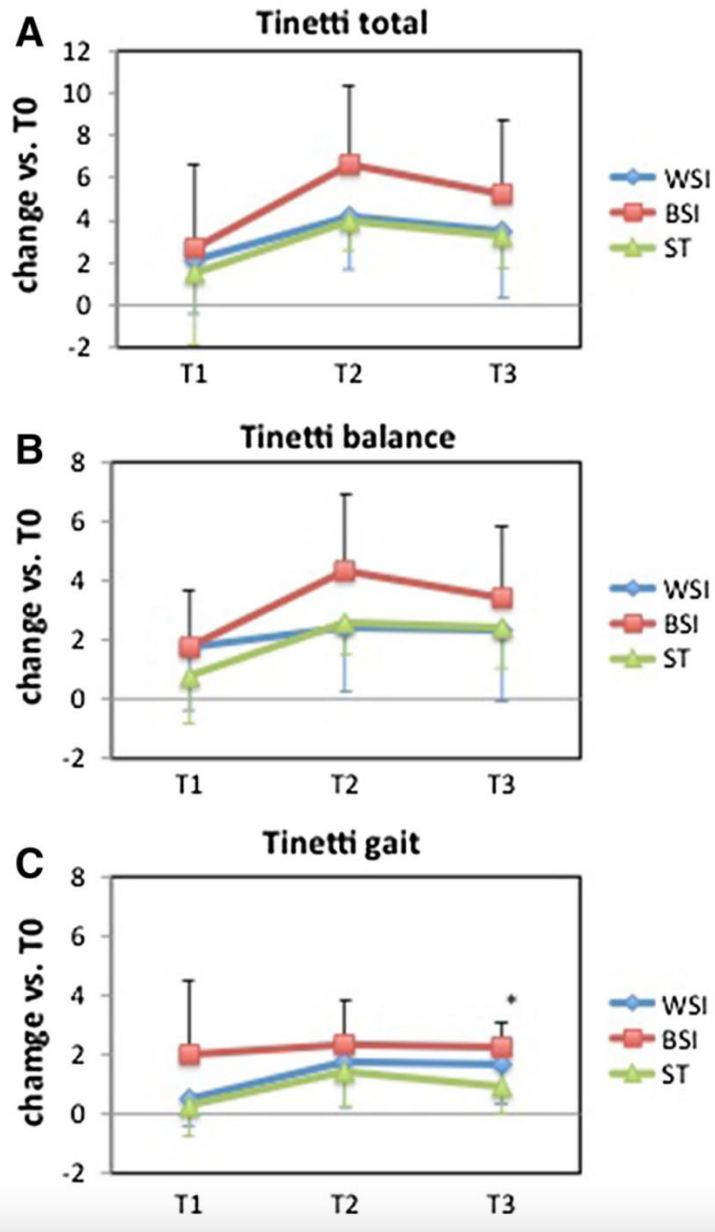 A
Tinetti total
change vs. T0
12
10
8
6
4
2
0
-2
T1 T2 T3
WSI
BSI
ST
B
Tinetti balance
change vs. T0
8
6
4
2
0
-2
T1 T2 T3
WSI
BSI
ST
C
Tinetti gait
chamge vs. T0
8
6
4
2
0
-2
*
T1 T2 T3
WSI
BSI
ST